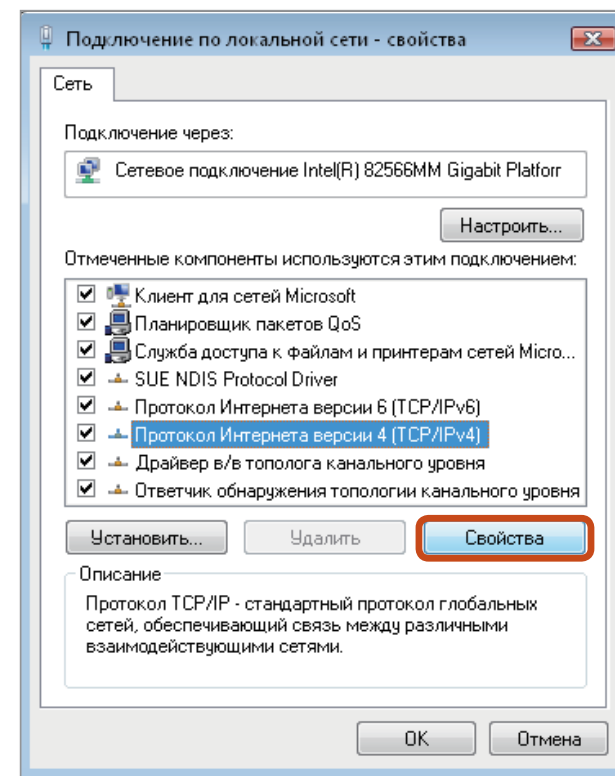 Подключение по локальной сети - свойства
Сеть
Подключение через:
Сетевое подключение Intel(R) 82566MM Gigabit Platforr
Настроить...
Отмеченные компоненты используются этим подключением:
Клиент для сетей Microsoft
Планировщик пакетов QoS
Служба доступа к файлам и принтерам сетей Micro...
SUE NDIS Protocol Driver
Протокол Интернета версии 6 (TCP/IPv6)
Протокол Интернета версии 4 (TCP/IPv4)
Драйвер в/в тополога канального уровня
Ответчик обнаружения топологии канального уровня
Установить... Удалить Свойства
Описание
Протокол TCP/IP - стандартный протокол глобальных
сетей, обеспечивающий связь между различными
взаимодействующими сетями.
OK Отмена